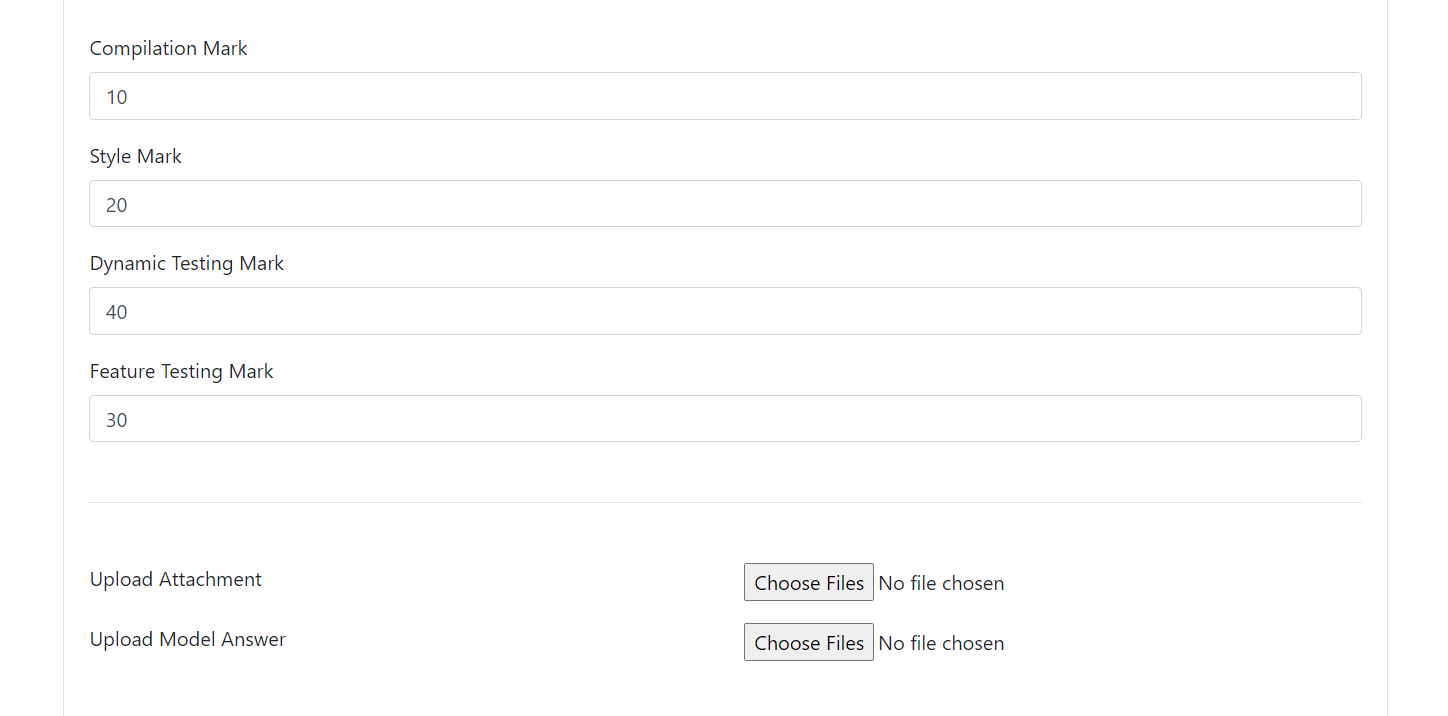 Compilation Mark
10
Style Mark
20
Dynamic Testing Mark
40
Feature Testing Mark
30
Upload Attachment Choose Files No file chosen
Upload Model Answer Choose Files No file chosen